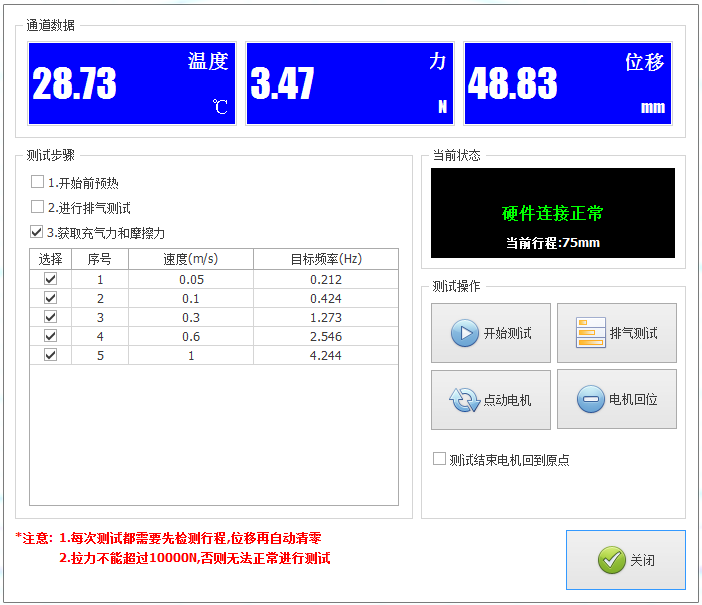 通道数据
温度
28.73
℃
力
3.47
N
位移
48.83
mm
测试步骤
1.开始前预热
2.进行排气测试
3.获取充气力和摩擦力
选择 序号 速度(m/s) 目标频率(Hz)
1 0.05 0.212
2 0.1 0.424
3 0.3 1.273
4 0.6 2.546
5 1 4.244
当前状态
硬件连接正常
当前行程:75mm
测试操作
开始测试 排气测试
点动电机 电机回位
测试结束电机回到原点
*注意: 1.每次测试都需要先检测行程,位移再自动清零
2.拉力不能超过10000N,否则无法正常进行测试
关闭